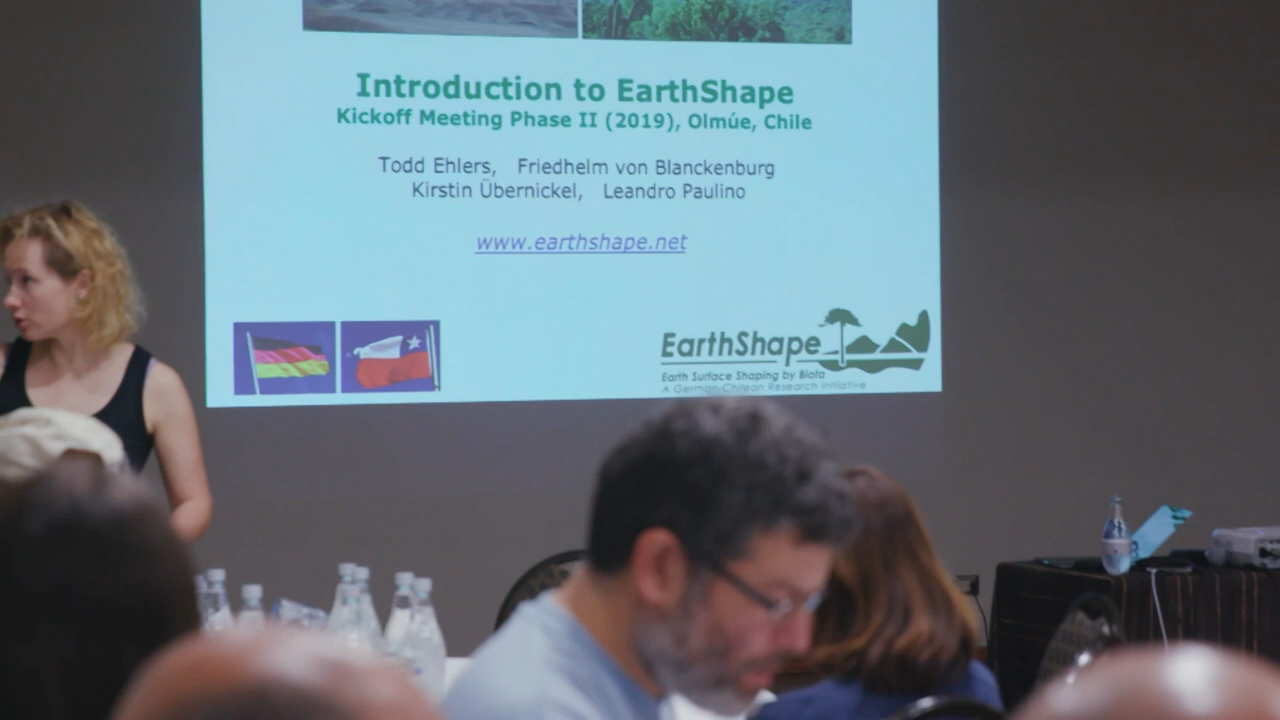 Introduction to EarthShape
Kickoff Meeting Phase II (2019), Olmúe, Chile
Todd Ehlers, Friedhelm von Blanckenburg
Kirstin Übernickel, Leandro Paulino
www.earthshape.net
EarthShape
Earth Surface Shaping by Biota
A German-Chilean Research Initiative